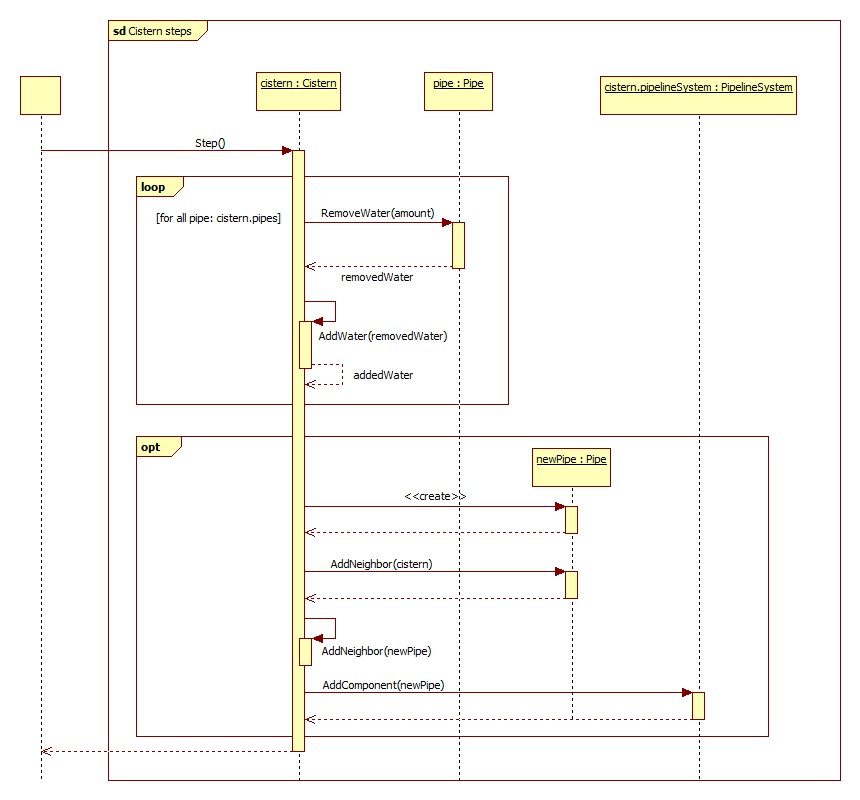 sd Cistern steps
cistern : Cistern
pipe : Pipe
cistern.pipelineSystem : PipelineSystem
Step()
loop
[for all pipe: cistern.pipes]
RemoveWater(amount)
removedWater
AddWater(removedWater)
addedWater
opt
newPipe : Pipe
<<create>>
AddNeighbor(cistern)
AddNeighbor(newPipe)
AddComponent(newPipe)